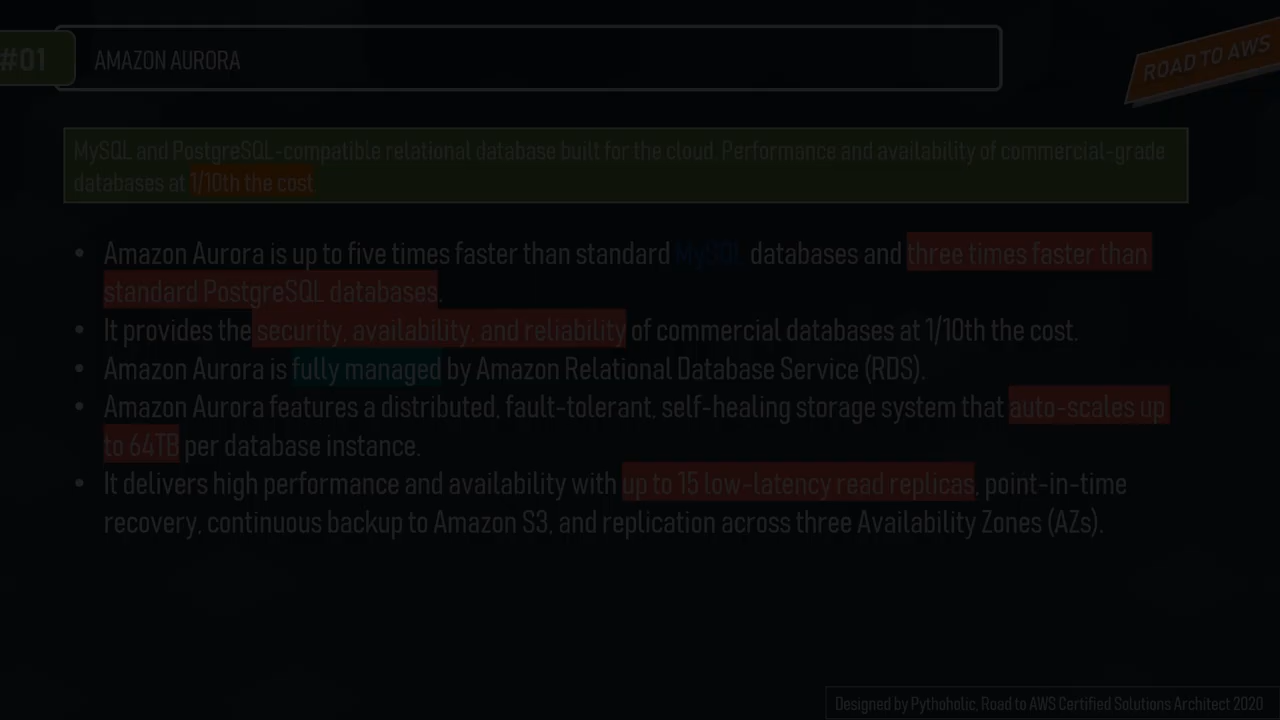 #01
AMAZON AURORA
ROAD TO AWS
MySQL and PostgreSQL-compatible relational database built for the cloud. Performance and availability of commercial-grade
databases at 1/10th the cost.
• Amazon Aurora is up to five times faster than standard MySQL databases and three times faster than
standard PostgreSQL databases.
• It provides the security, availability, and reliability of commercial databases at 1/10th the cost.
• Amazon Aurora is fully managed by Amazon Relational Database Service (RDS).
• Amazon Aurora features a distributed, fault-tolerant, self-healing storage system that auto-scales up
to 64TB per database instance.
• It delivers high performance and availability with up to 15 low-latency read replicas, point-in-time
recovery, continuous backup to Amazon S3, and replication across three Availability Zones (AZs).
Designed by Pythoholic, Road to AWS Certified Solutions Architect 2020